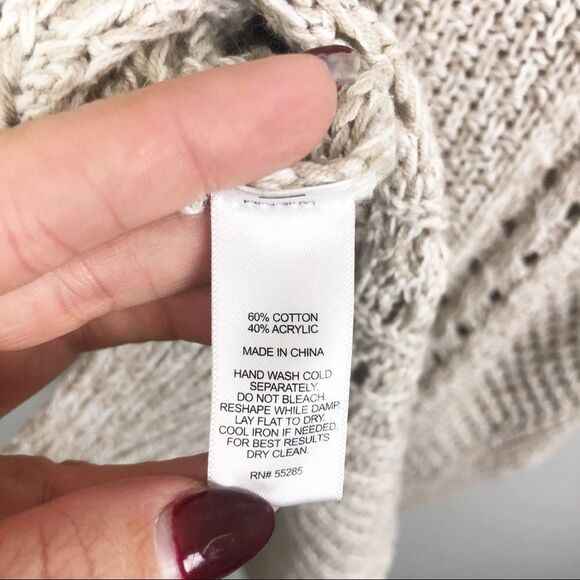 60% COTTON
40% ACRYLIC
MADE IN CHINA
HAND WASH COLD
SEPARATELY.
DO NOT BLEACH.
RESHAPE WHILE DAMP.
LAY FLAT TO DRY.
COOL IRON IF NEEDED.
FOR BEST RESULTS
DRY CLEAN.
RN# 55285